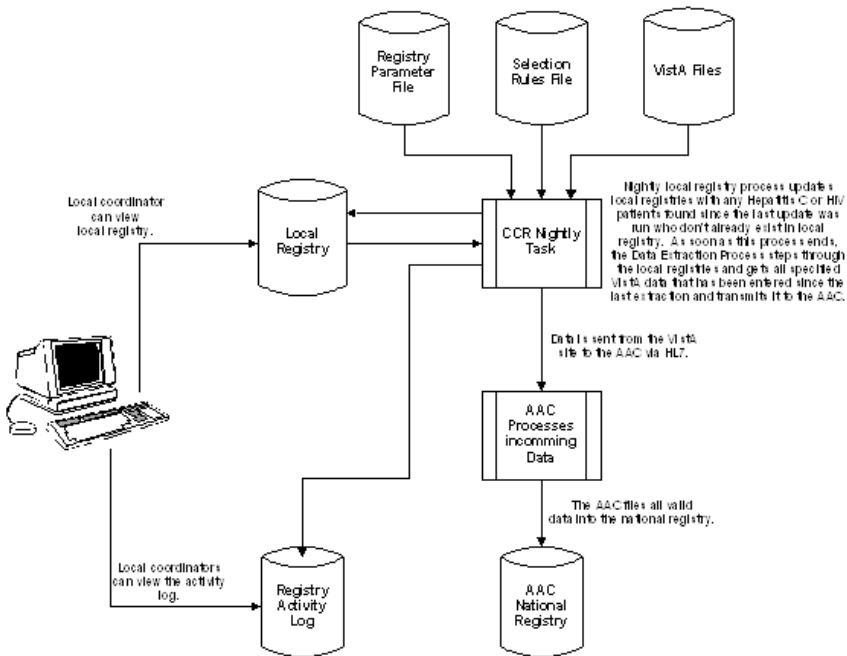 Registry
Parameter
File
Selection
Rules File
VistA Files
Local coordinator
can view
local registry.
Local
Registry
CCR Nightly
Task
Nightly local registry process updates
local registries with any Hepatitis C or HIV
patients found since the last update was
run who don't already exist in local
registry. As soon as this process ends,
the Data Extraction Process steps through
the local registries and gets all specified
VistA data that has been entered since the
last extraction and transmits it to the AAC.
Data is sent from the VistA
site to the AAC via HL7.
AAC
Processes
incomming
Data
The AAC files all valid
data into the national registry.
Local coordinators
can view the activity
log.
Registry
Activity
Log
AAC
National
Registry